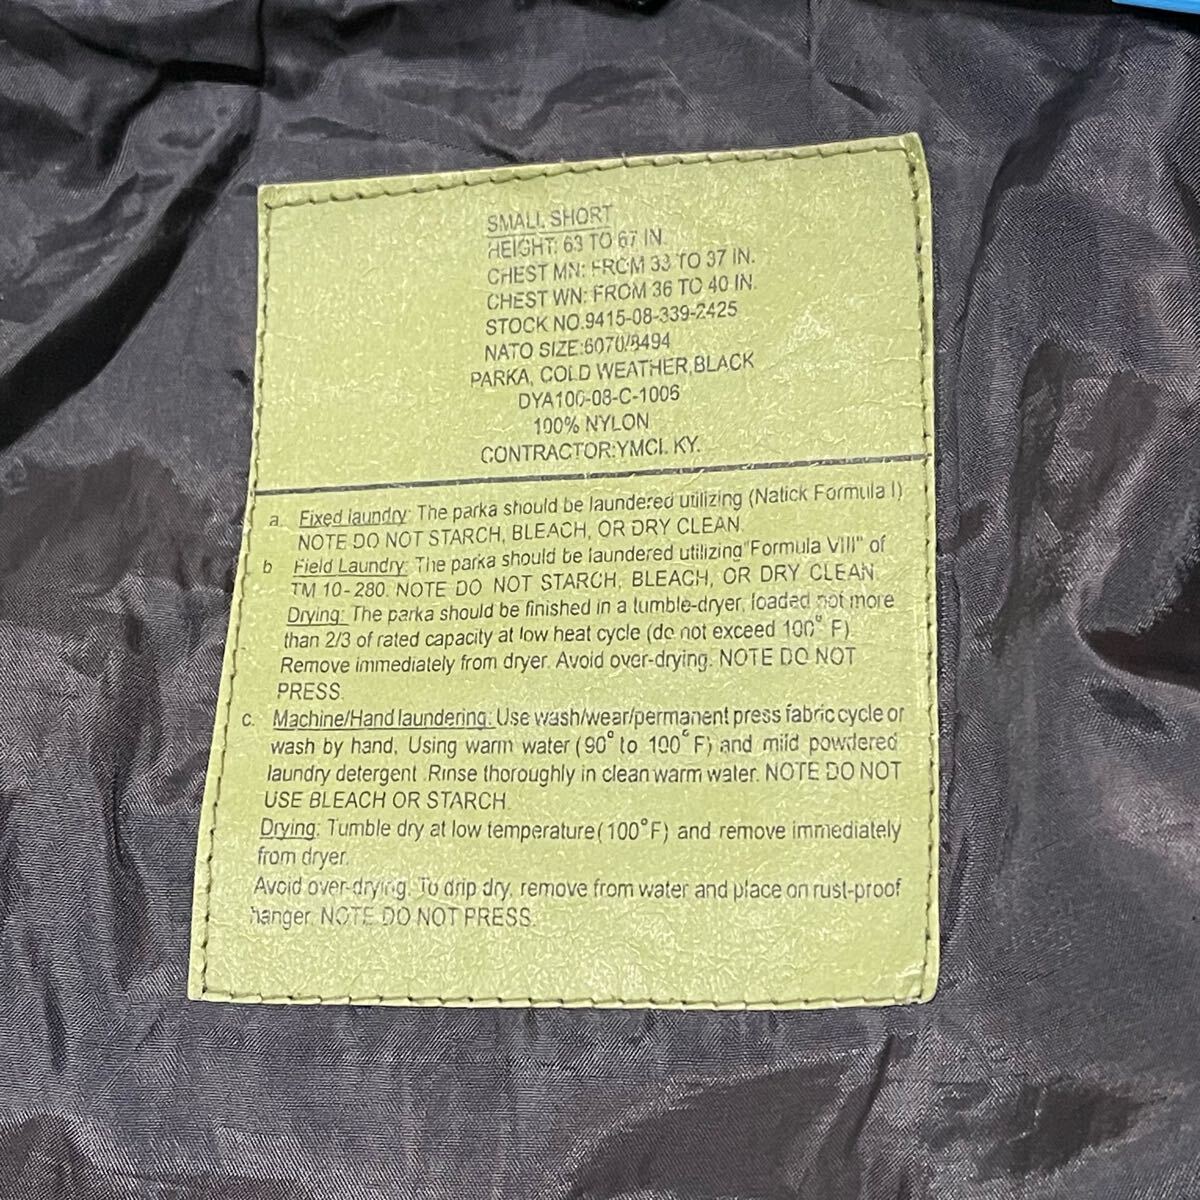 SMALL SHORT
HEIGHT: 63 TO 67 IN.
CHEST MN: FROM 33 TO 37 IN.
CHEST WN: FROM 36 TO 40 IN.
STOCK NO.9415-08-339-2425
NATO SIZE:6070/8494
PARKA, COLD WEATHER,BLACK
DYA100-08-C-1006
100% NYLON
CONTRACTOR:YMCL KY.
a. Fixed laundry: The parka should be laundered utilizing (Natick Formula I)
NOTE DO NOT STARCH, BLEACH, OR DRY CLEAN.
b Field Laundry: The parka should be laundered utilizing "Formula VIII" of
TM 10-280. NOTE DO NOT STARCH, BLEACH, OR DRY CLEAN.
Drying: The parka should be finished in a tumble-dryer, loaded not more
than 2/3 of rated capacity at low heat cycle (do not exceed 100° F).
Remove immediately from dryer. Avoid over-drying. NOTE DO NOT
PRESS.
c. Machine/Hand laundering: Use wash/wear/permanent press fabric cycle or
wash by hand, Using warm water (90° to 100° F) and mild powdered
laundry detergent .Rinse thoroughly in clean warm water. NOTE DO NOT
USE BLEACH OR STARCH.
Drying: Tumble dry at low temperature(100°F) and remove immediately
from dryer.
Avoid over-drying. To drip dry, remove from water and place on rust-proof
hanger. NOTE DO NOT PRESS.